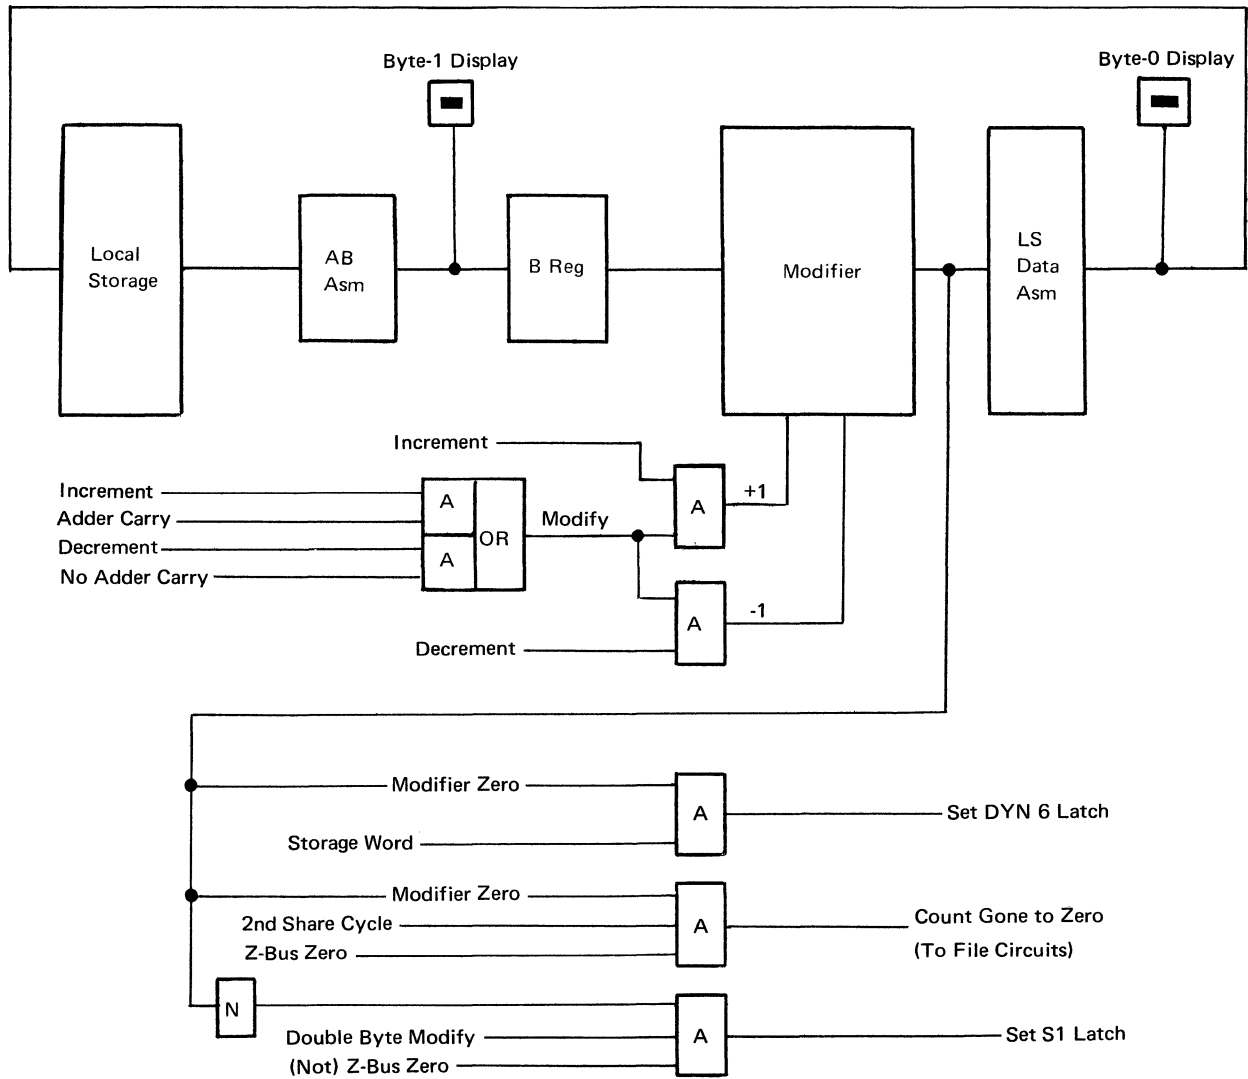 Byte-1 Display
Byte-0 Display
Local
Storage
AB
Asm
B Reg
Modifier
LS
Data
Asm
Increment
Increment
Adder Carry
Decrement
No Adder Carry
A
A
OR
Modify
A
+1
A
-1
Decrement
Modifier Zero
Storage Word
A
Set DYN 6 Latch
Modifier Zero
2nd Share Cycle
Z-Bus Zero
A
Count Gone to Zero
(To File Circuits)
N
Double Byte Modify
(Not) Z-Bus Zero
A
Set S1 Latch